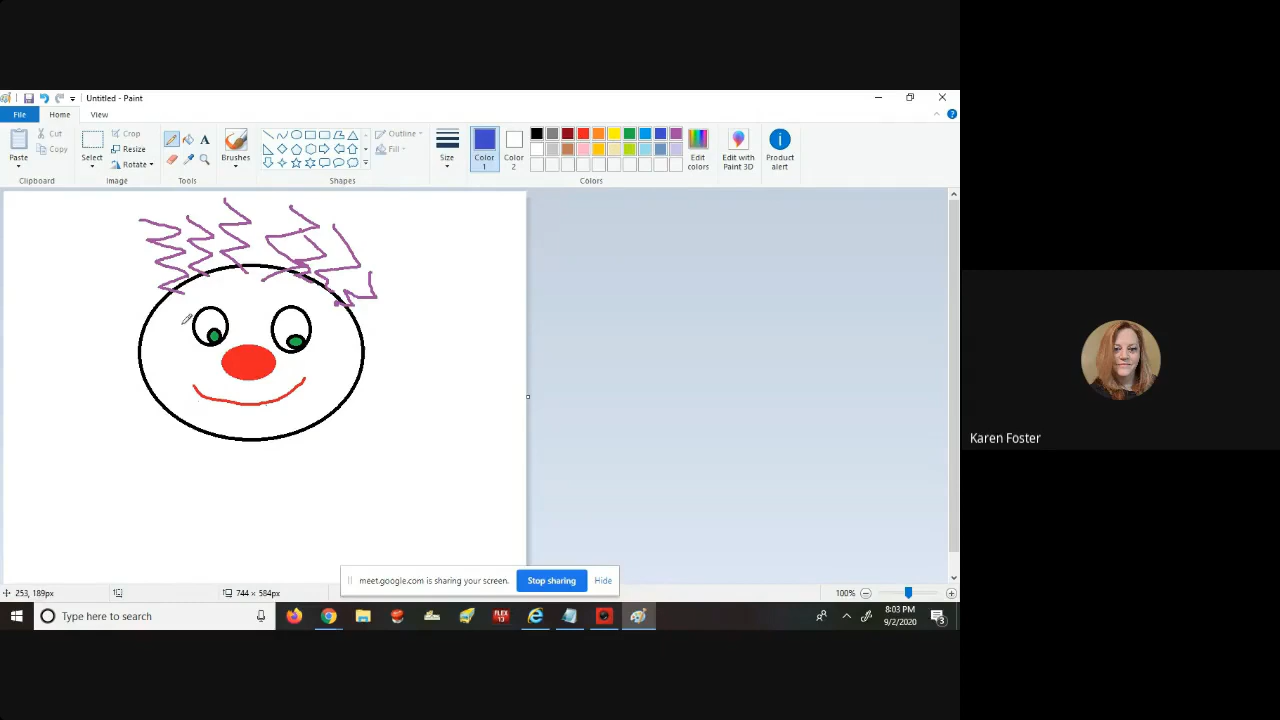 Untitled - Paint
File Home View
Paste Cut Copy Clipboard
Select Crop Resize Rotate Image
Tools
Brushes
Outline Fill Shapes
Size
Color 1
Color 2
Edit colors
Colors
Edit with Paint 3D
Product alert
Karen Foster
meet.google.com is sharing your screen. Stop sharing Hide
253, 189px 744 × 584px 100%
Type here to search
FLEX 13
8:03 PM
9/2/2020
3